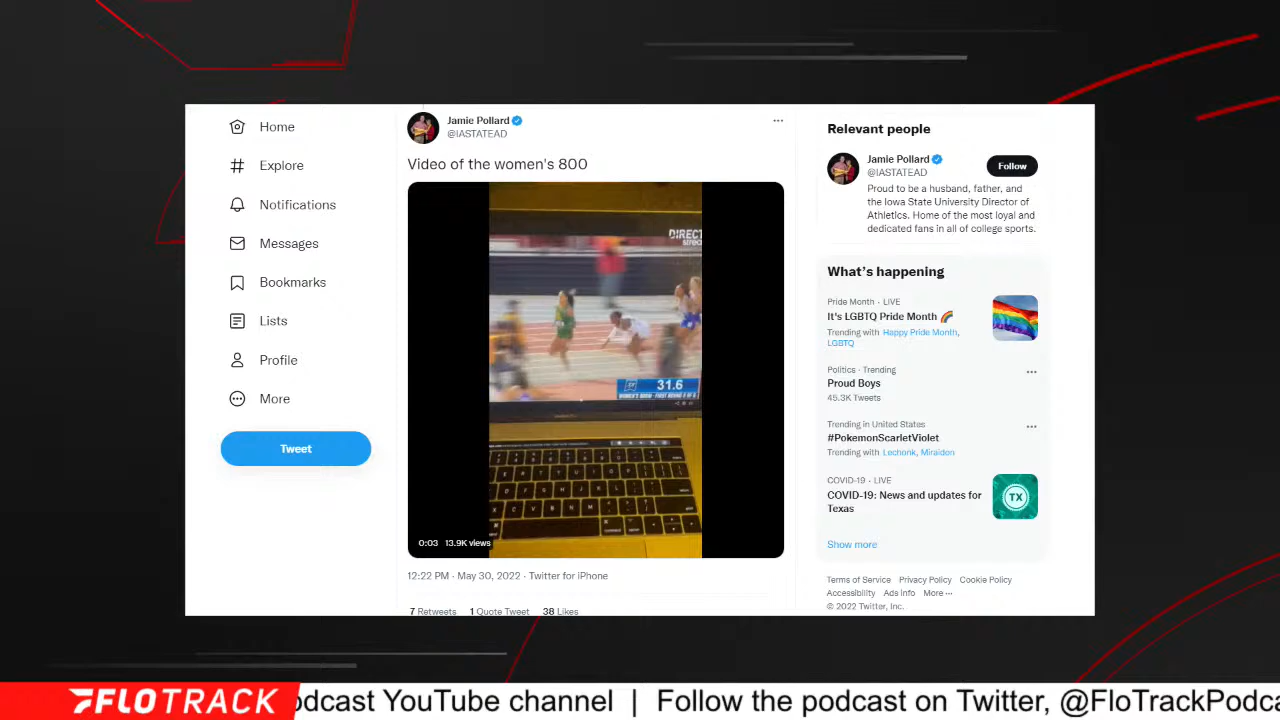 Home
Explore
Notifications
Messages
Bookmarks
Lists
Profile
More
Tweet
Jamie Pollard
@IASTATEAD
Video of the women's 800
DIRECT
stream
31.6
0:03 13.9K views
12:22 PM · May 30, 2022 · Twitter for iPhone
7 Retweets 1 Quote Tweet 38 Likes
Relevant people
Jamie Pollard
@IASTATEAD
Follow
Proud to be a husband, father, and
the Iowa State University Director of
Athletics. Home of the most loyal and
dedicated fans in all of college sports.
What's happening
Pride Month · LIVE
It's LGBTQ Pride Month
Trending with Happy Pride Month,
LGBTQ
Politics · Trending
Proud Boys
45.3K Tweets
Trending in United States
#PokemonScarletViolet
Trending with Lechonk, Miraidon
COVID-19 · LIVE
COVID-19: News and updates for
Texas
TX
Show more
Terms of Service Privacy Policy Cookie Policy
Accessibility Ads info More ···
© 2022 Twitter, Inc.
FLOTRACK
odcast YouTube channel | Follow the podcast on Twitter, @FloTrackPodca